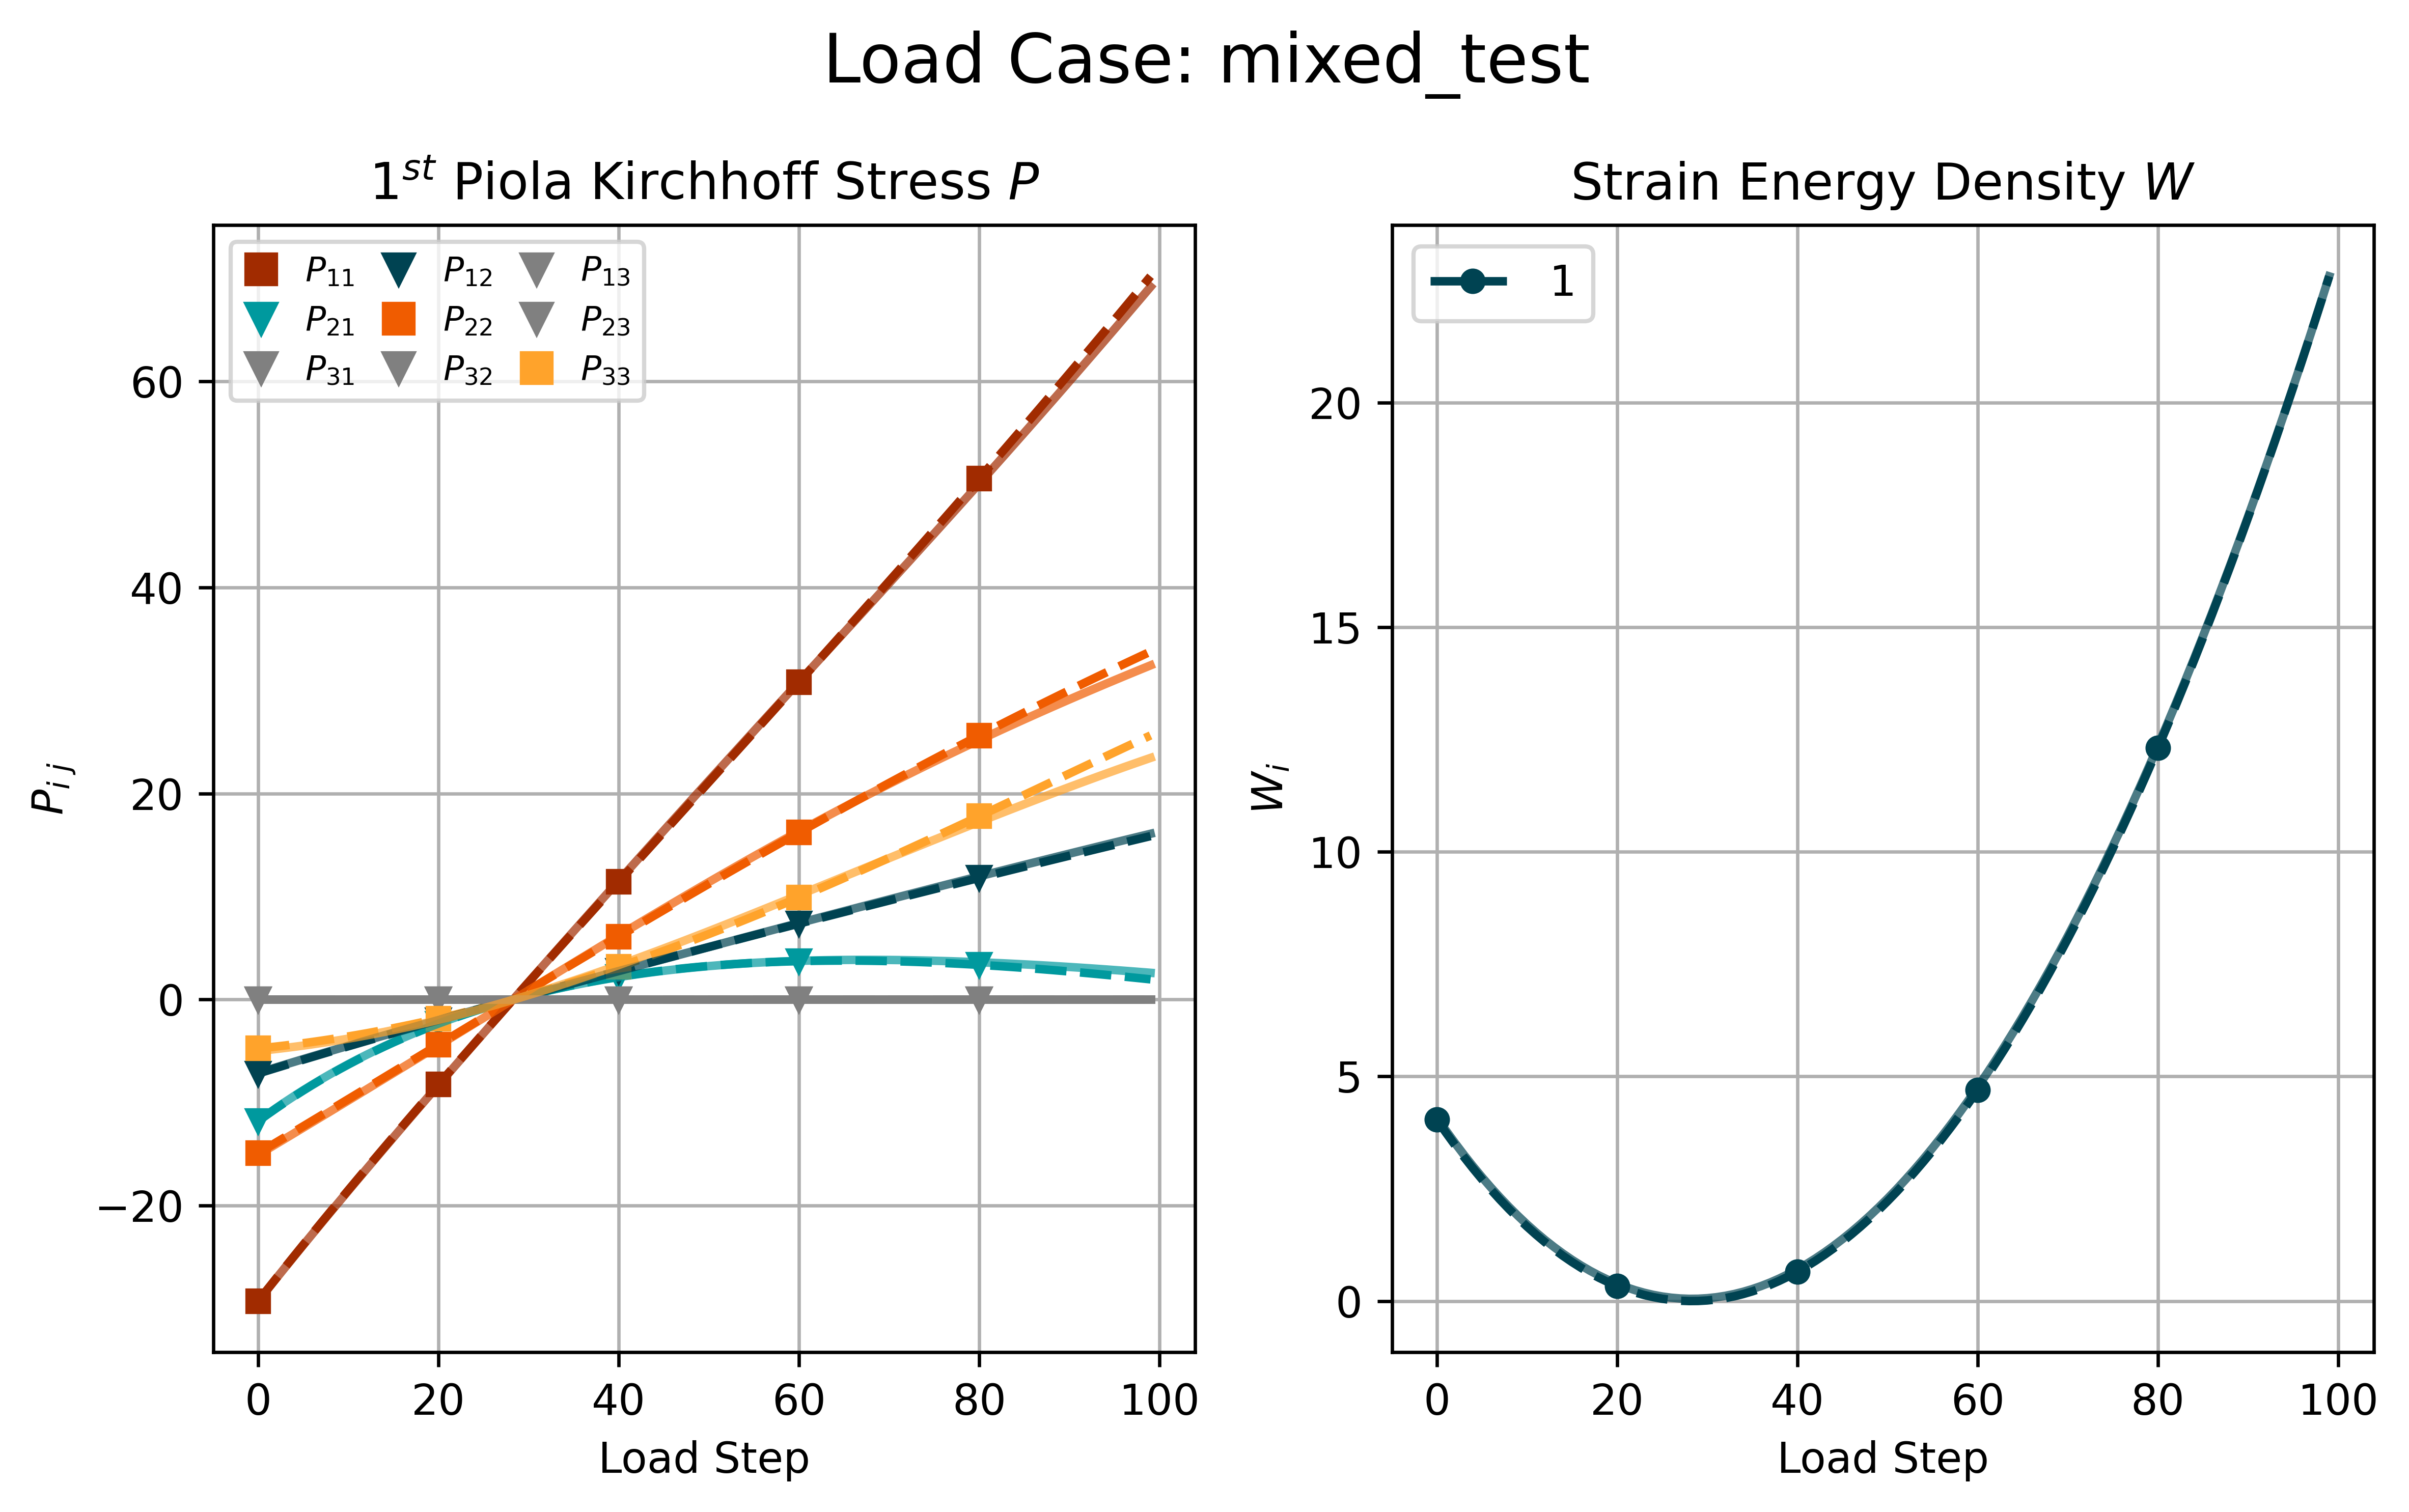 Load Case: mixed_test
1st Piola Kirchhoff Stress P
P11 P12 P13
P21 P22 P23
P31 P32 P33
60
40
20
0
−20
Pi j
0 20 40 60 80 100
Load Step
Strain Energy Density W
1
20
15
10
5
0
Wi
0 20 40 60 80 100
Load Step